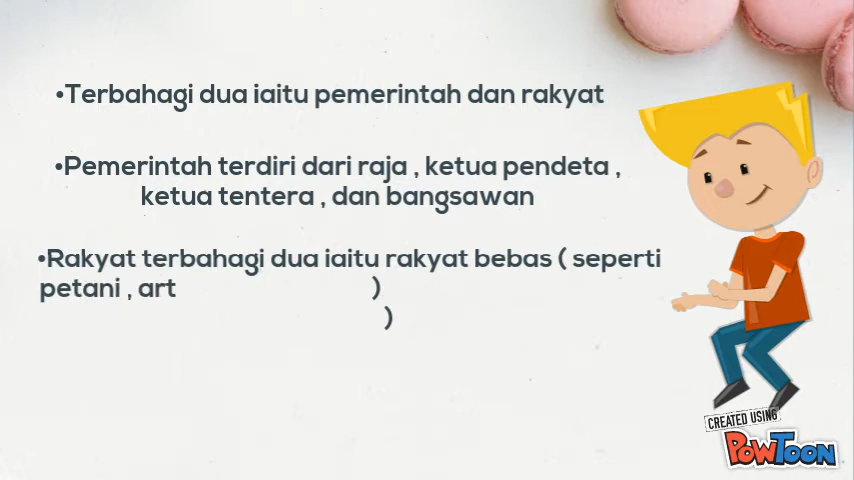 •Terbahagi dua iaitu pemerintah dan rakyat
•Pemerintah terdiri dari raja , ketua pendeta ,
ketua tentera , dan bangsawan
•Rakyat terbahagi dua iaitu rakyat bebas ( seperti
petani , art )
)
CREATED USING
POWTOON